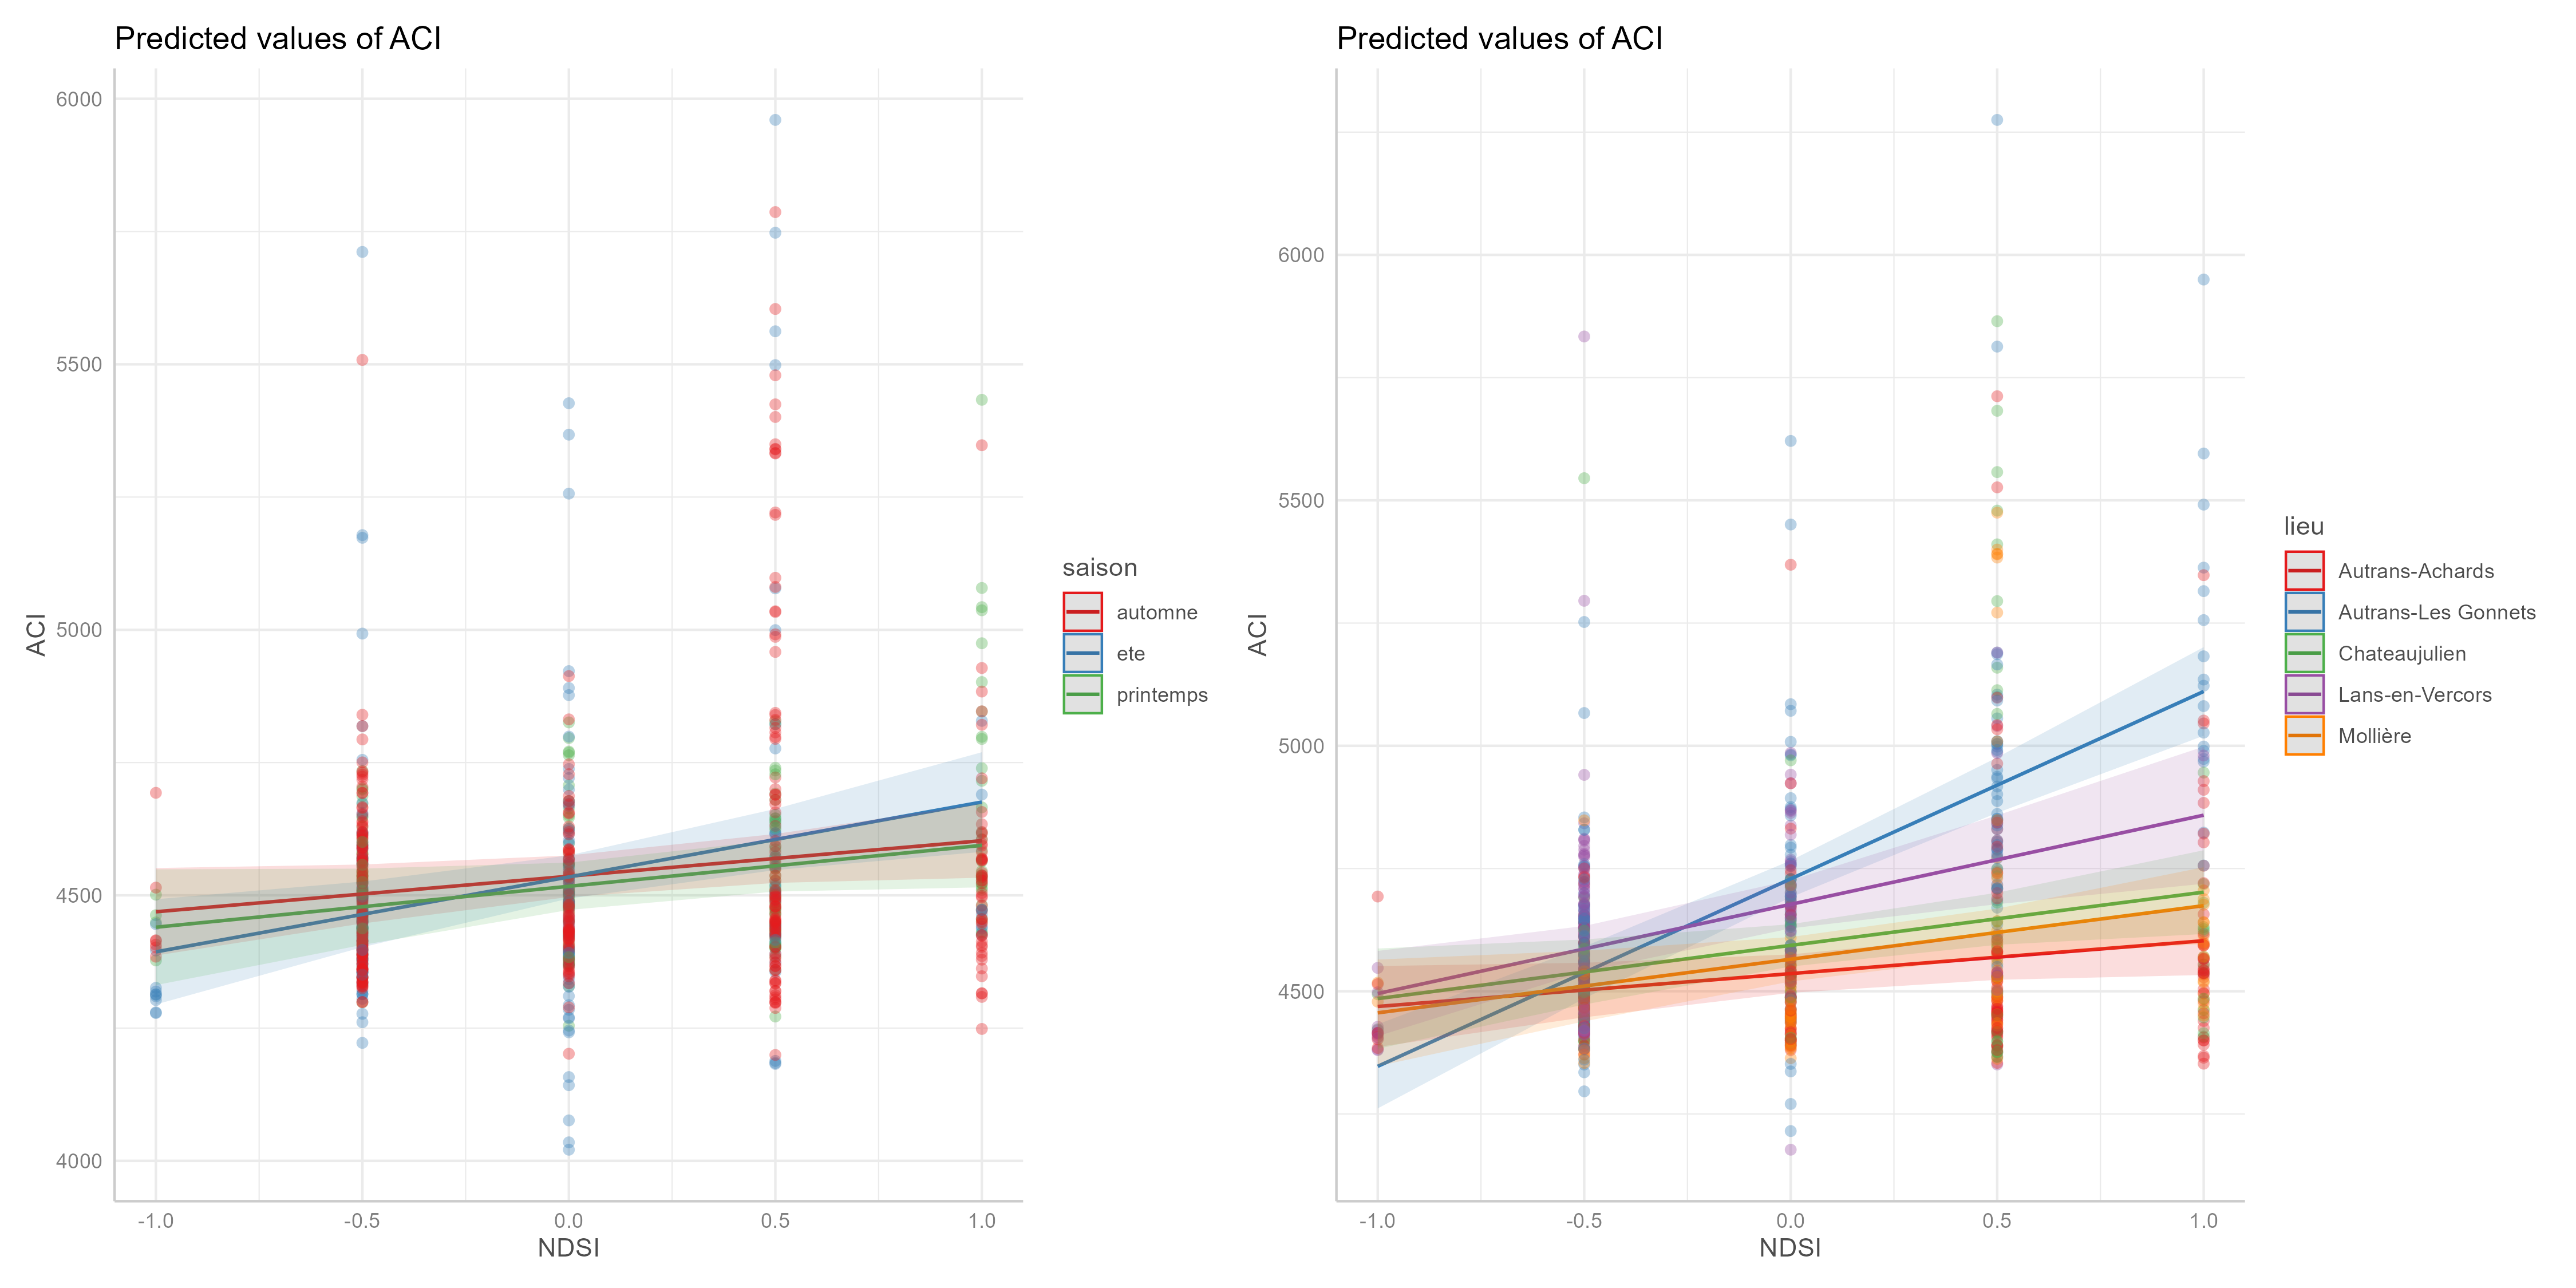 Predicted values of ACI
6000
5500
5000
4500
4000
ACI
-1.0
-0.5
0.0
0.5
1.0
NDSI
saison
automne
ete
printemps
Predicted values of ACI
6000
5500
5000
4500
ACI
-1.0
-0.5
0.0
0.5
1.0
NDSI
lieu
Autrans-Achards
Autrans-Les Gonnets
Chateaujulien
Lans-en-Vercors
Mollière